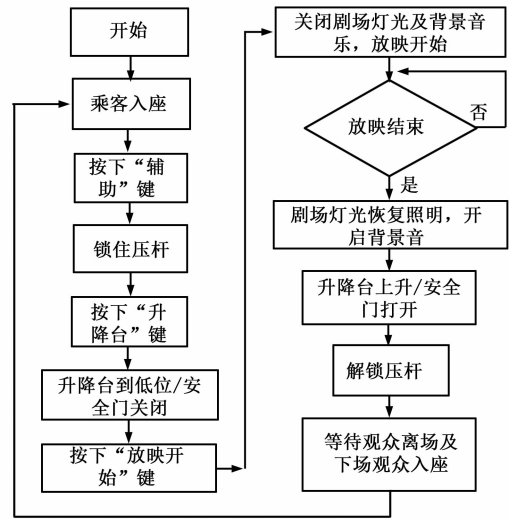 开始
乘客入座
按下“辅
助”键
锁住压杆
按下“升
降台”键
升降台到低位/安
全门关闭
按下“放映开
始”键
关闭剧场灯光及背景音
乐，放映开始
放映结束
否
是
剧场灯光恢复照明，开
启背景音
升降台上升/安全
门打开
解锁压杆
等待观众离场及
下场观众入座